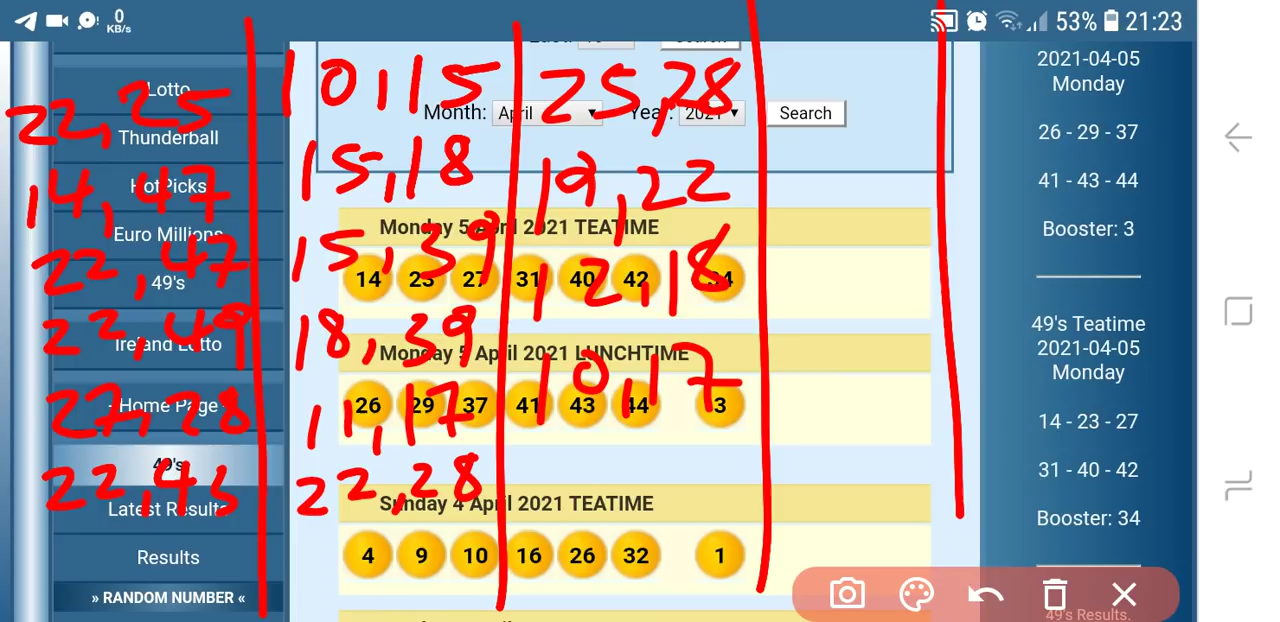 0
KB/s
53% 21:23
Lotto
Thunderball
HotPicks
Euro Millions
49's
Ireland Lotto
Home Page
49's
Latest Results
Results
» RANDOM NUMBER «
22,25
14,47
22,47
22,49
27,28
22,45
10,15
15,18
15,39
18,39
11,17
22,28
25,28
19,22
12,18
10,17
Search
Month: April Year: 2021 Search
Monday 5 April 2021 TEATIME
14 23 27 31 40 42 34
Monday 5 April 2021 LUNCHTIME
26 29 37 41 43 44 3
Sunday 4 April 2021 TEATIME
4 9 10 16 26 32 1
2021-04-05
Monday
26 - 29 - 37
41 - 43 - 44
Booster: 3
49's Teatime
2021-04-05
Monday
14 - 23 - 27
31 - 40 - 42
Booster: 34
49's Results.